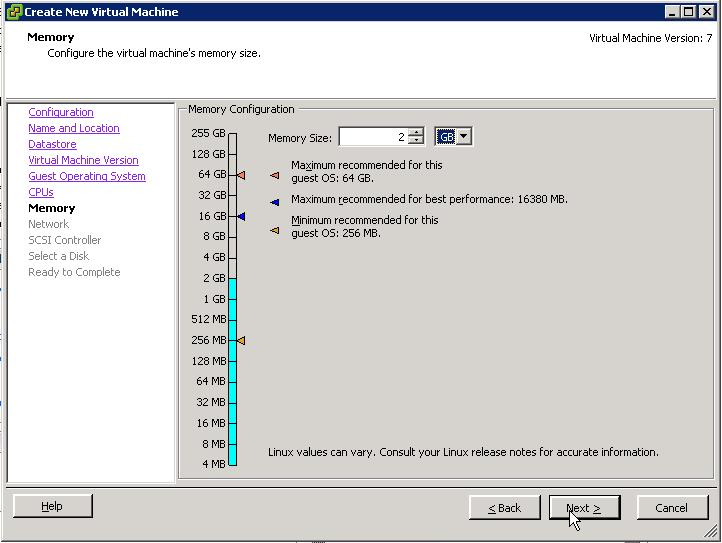 Create New Virtual Machine
Memory
Configure the virtual machine's memory size.
Virtual Machine Version: 7
Configuration
Name and Location
Datastore
Virtual Machine Version
Guest Operating System
CPUs
Memory
Network
SCSI Controller
Select a Disk
Ready to Complete
Memory Configuration
255 GB
128 GB
64 GB
32 GB
16 GB
8 GB
4 GB
2 GB
1 GB
512 MB
256 MB
128 MB
64 MB
32 MB
16 MB
8 MB
4 MB
Memory Size: 2 GB
Maximum recommended for this
guest OS: 64 GB.
Maximum recommended for best performance: 16380 MB.
Minimum recommended for this
guest OS: 256 MB.
Linux values can vary. Consult your Linux release notes for accurate information.
Help
< Back
Next >
Cancel